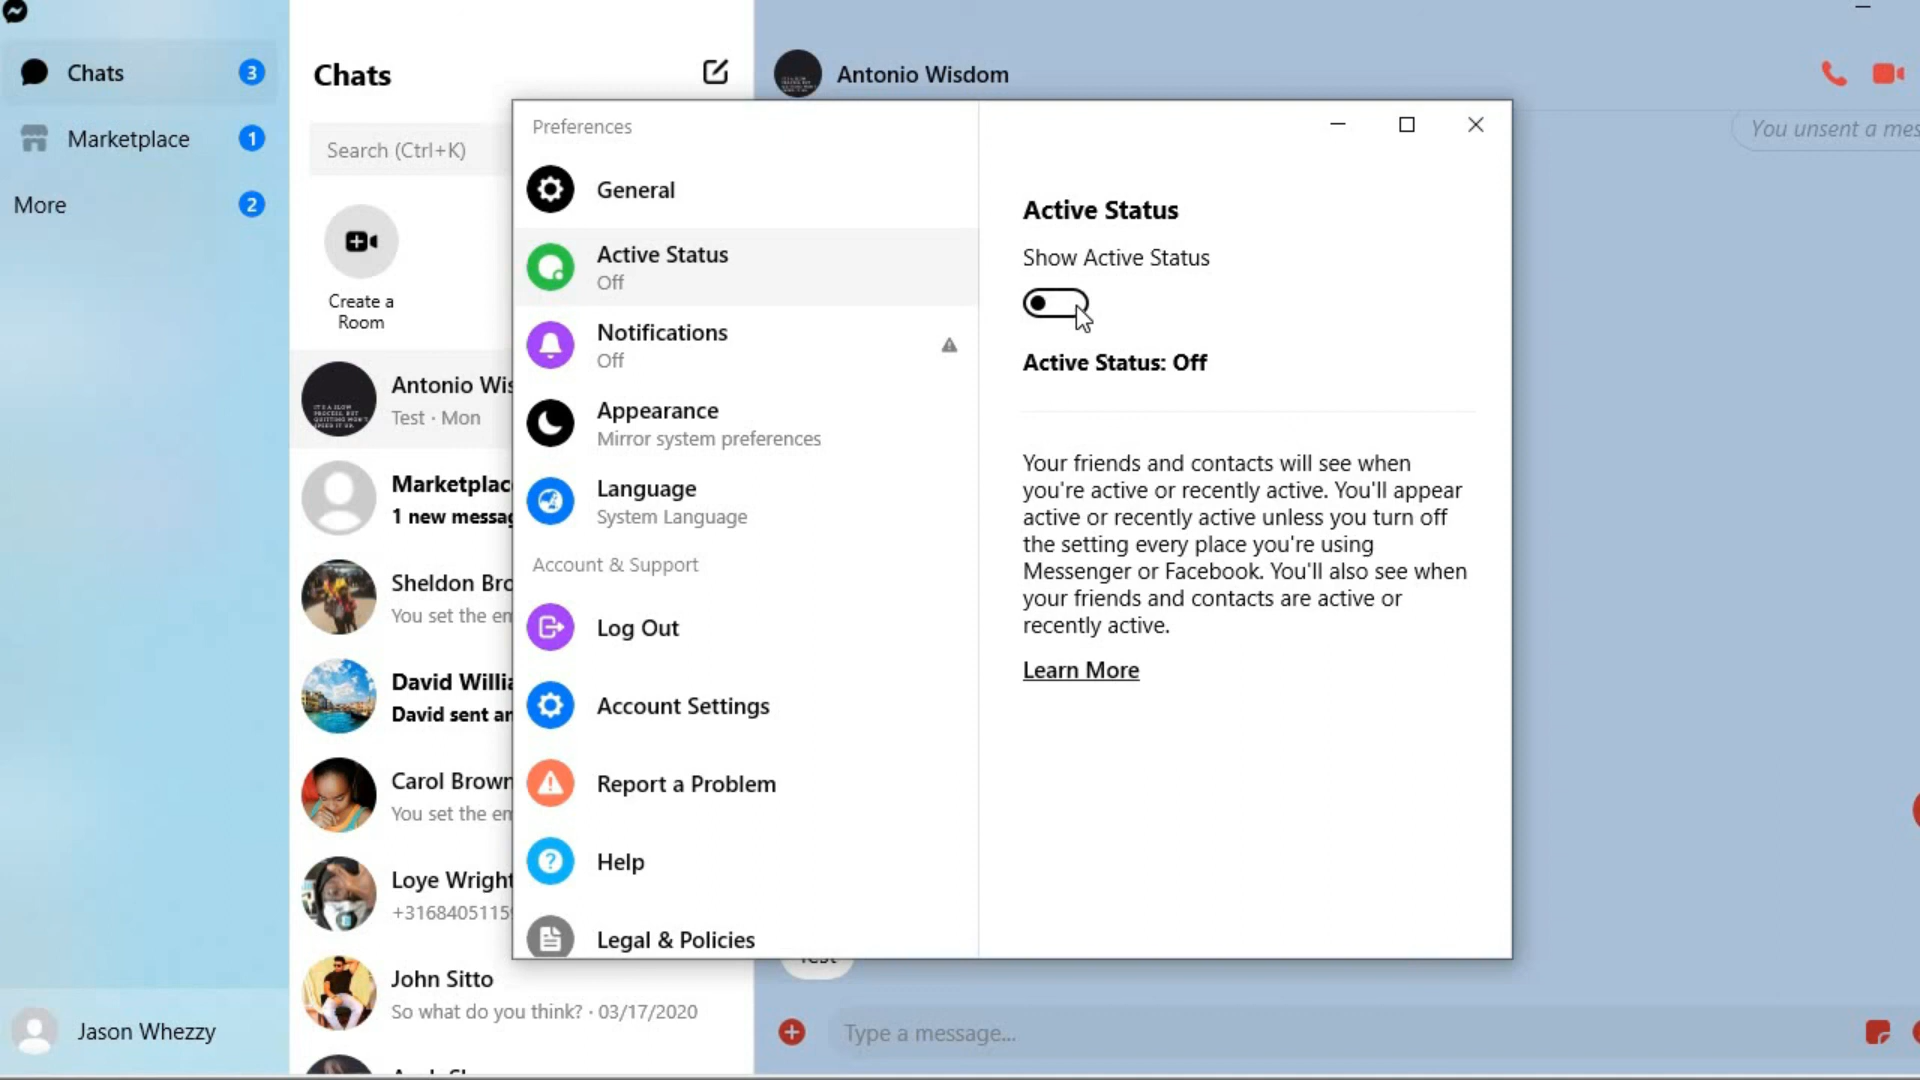 Chats 3
Marketplace 1
More 2
Jason Whezzy
Chats
Search (Ctrl+K)
Create a
Room
Antonio Wis
Test · Mon
Marketplac
1 new messag
Sheldon Bro
You set the em
David Willia
David sent an
Carol Brown
You set the em
Loye Wright
+3168405115
John Sitto
So what do you think? · 03/17/2020
Antonio Wisdom
You unsent a mes
Test
Type a message...
Preferences
General
Active Status
Off
Notifications
Off
Appearance
Mirror system preferences
Language
System Language
Account & Support
Log Out
Account Settings
Report a Problem
Help
Legal & Policies
Active Status
Show Active Status
Active Status: Off
Your friends and contacts will see when
you're active or recently active. You'll appear
active or recently active unless you turn off
the setting every place you're using
Messenger or Facebook. You'll also see when
your friends and contacts are active or
recently active.
Learn More